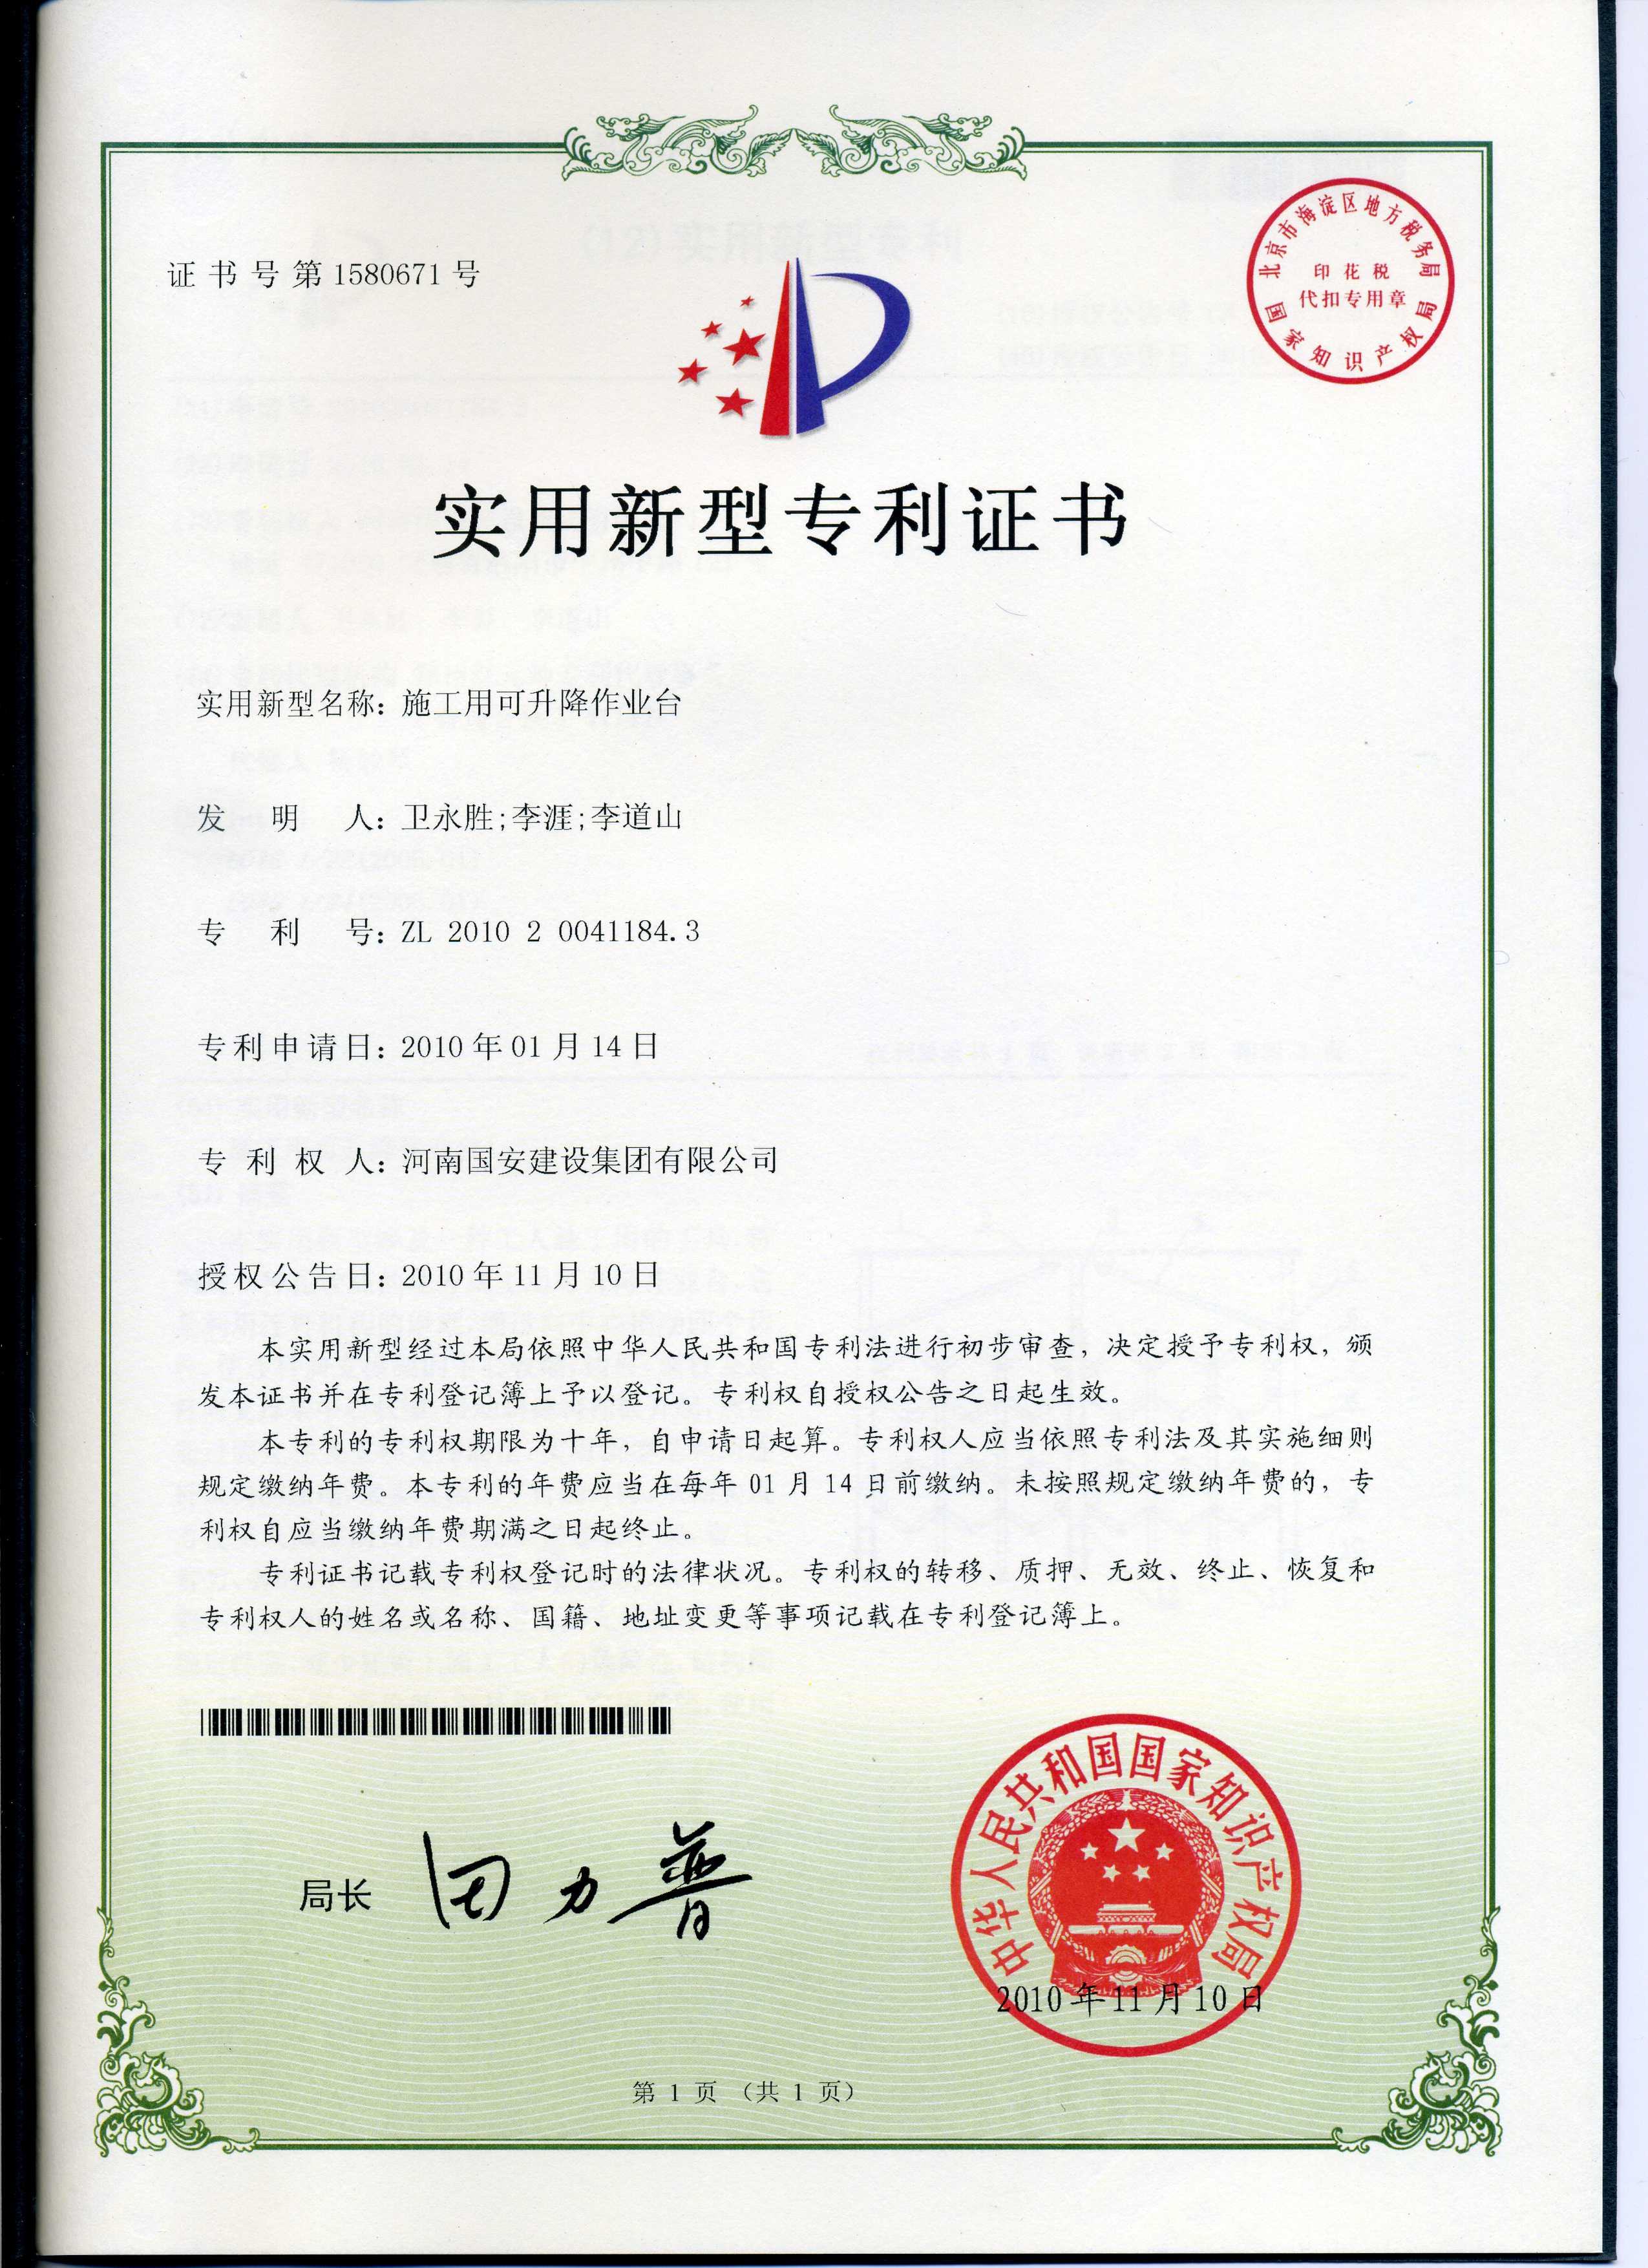 证书号第1580671号
北京市海淀区地方税务局
印花税
代扣专用章
国家知识产权局
实用新型专利证书
实用新型名称：施工用可升降作业台
发明人：卫永胜;李涯;李道山
专利号：ZL 2010 2 0041184.3
专利申请日：2010年01月14日
专利权人：河南国安建设集团有限公司
授权公告日：2010年11月10日
本实用新型经过本局依照中华人民共和国专利法进行初步审查，决定授予专利权，颁
发本证书并在专利登记簿上予以登记。专利权自授权公告之日起生效。
本专利的专利权期限为十年，自申请日起算。专利权人应当依照专利法及其实施细则
规定缴纳年费。本专利的年费应当在每年01月14日前缴纳。未按照规定缴纳年费的，专
利权自应当缴纳年费期满之日起终止。
专利证书记载专利权登记时的法律状况。专利权的转移、质押、无效、终止、恢复和
专利权人的姓名或名称、国籍、地址变更等事项记载在专利登记簿上。
局长 田力普
中华人民共和国国家知识产权局
2010年11月10日
第1页（共1页）